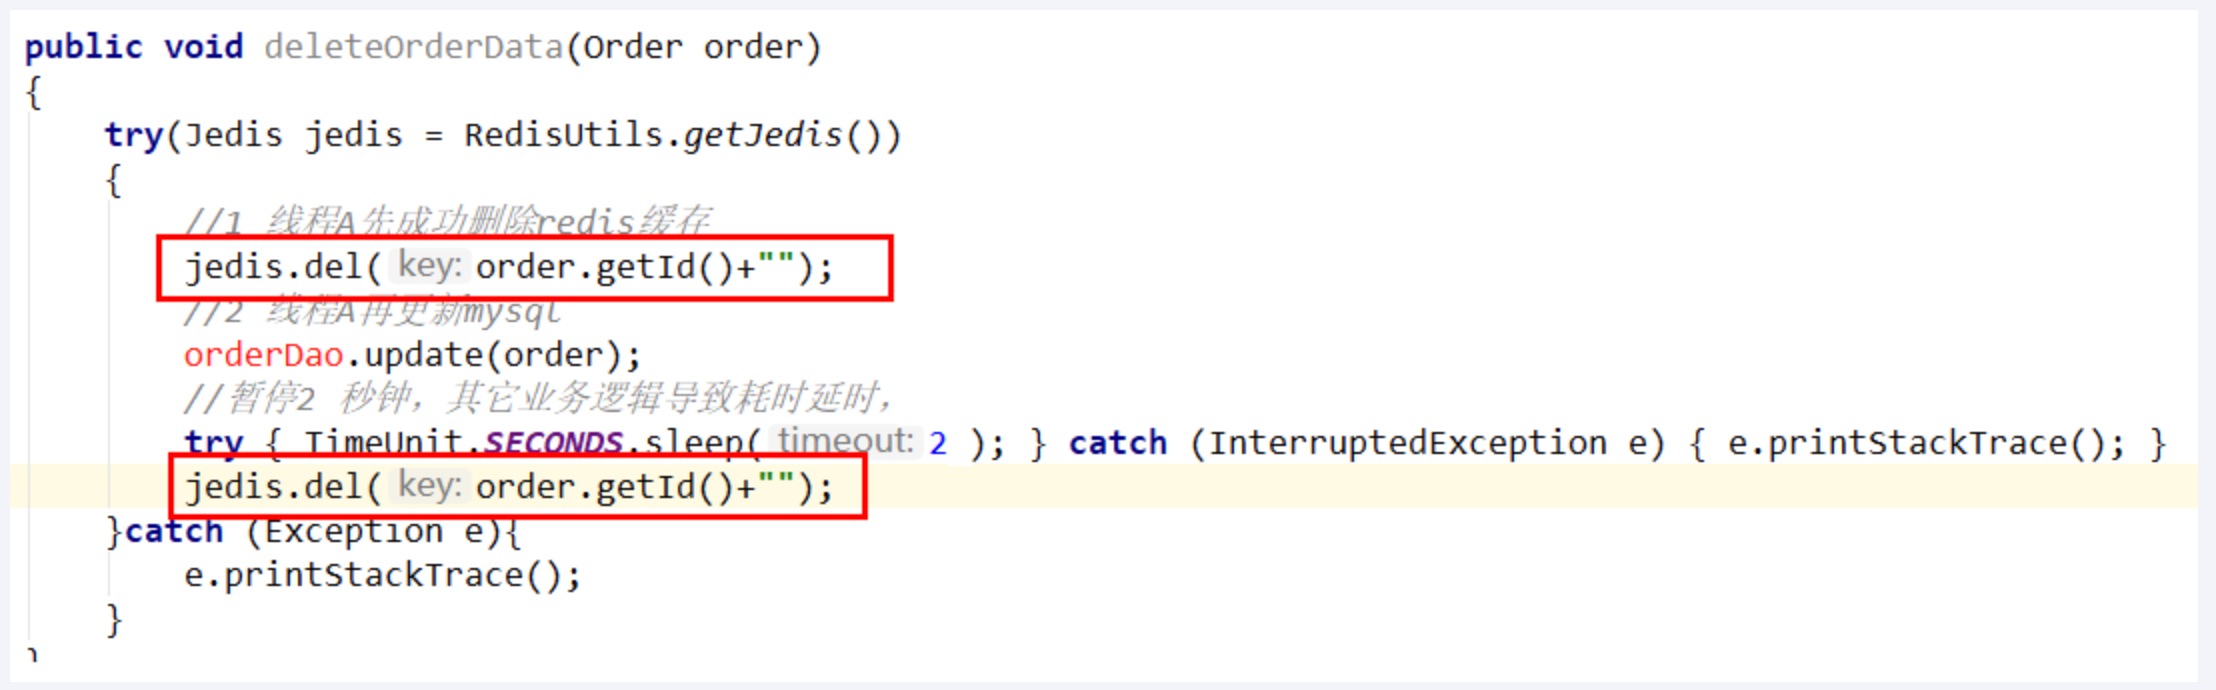 public void deleteOrderData(Order order)
{
try(Jedis jedis = RedisUtils.getJedis())
{
//1 线程A先成功删除redis缓存
jedis.del( key: order.getId()+"");
//2 线程A再更新mysql
orderDao.update(order);
//暂停2 秒钟，其它业务逻辑导致耗时延时，
try { TimeUnit.SECONDS.sleep( timeout: 2 ); } catch (InterruptedException e) { e.printStackTrace(); }
jedis.del( key: order.getId()+"");
}catch (Exception e){
e.printStackTrace();
}
}